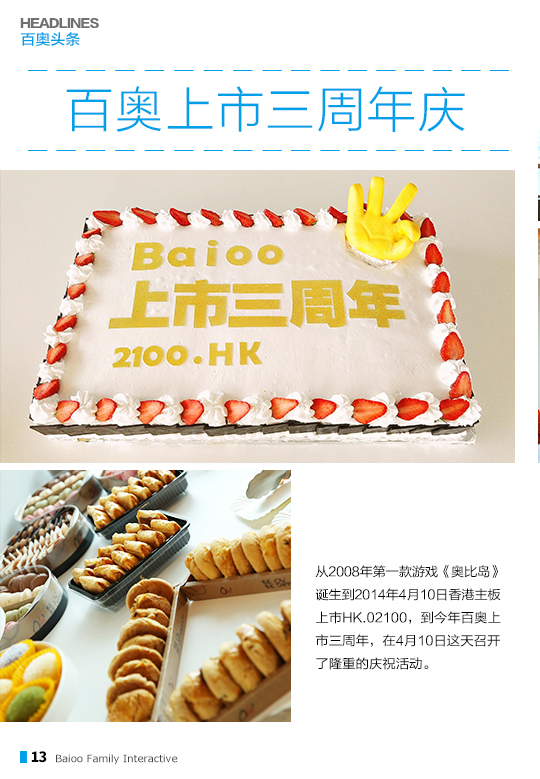 HEADLINES
百奥头条
百奥上市三周年庆
Baioo
上市三周年
2100.HK
从2008年第一款游戏《奥比岛》
诞生到2014年4月10日香港主板
上市HK.02100，到今年百奥上
市三周年，在4月10日这天召开
了隆重的庆祝活动。
13 Baioo Family Interactive